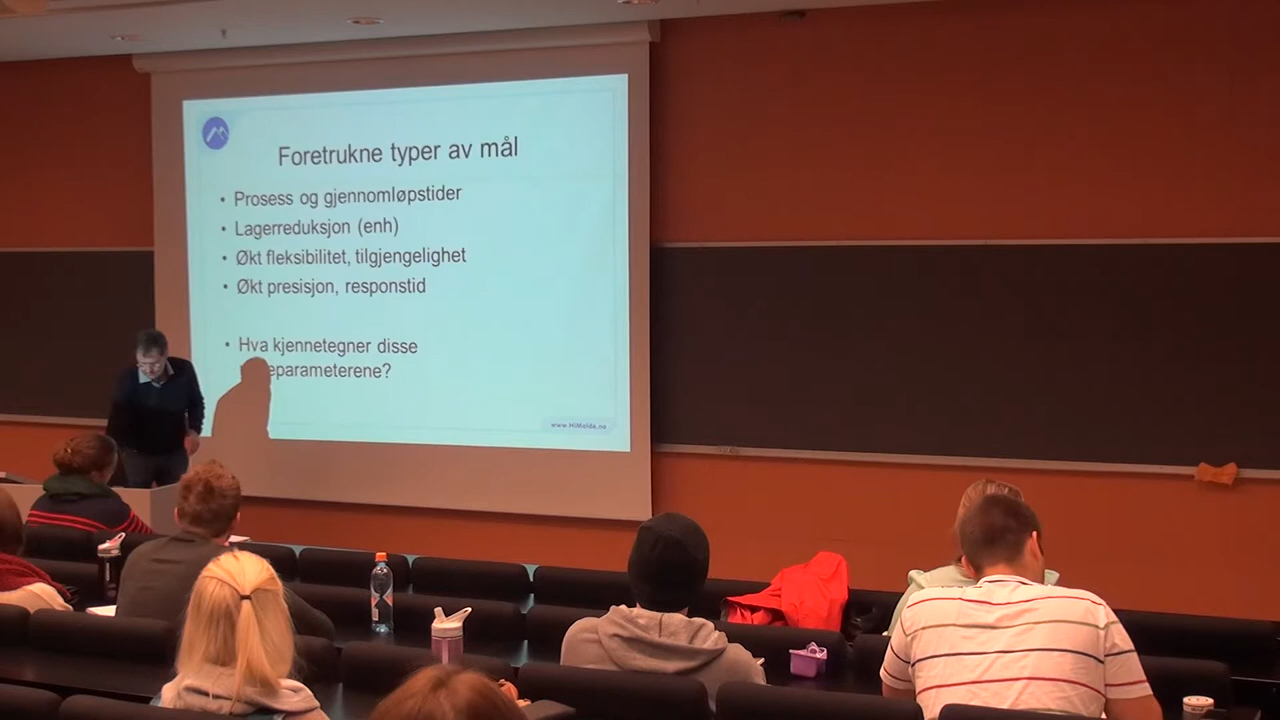 Foretrukne typer av mål
• Prosess og gjennomløpstider
• Lagerreduksjon (enh)
• Økt fleksibilitet, tilgjengelighet
• Økt presisjon, responstid
• Hva kjennetegner disse
eparameterene?
www.HiMolde.no